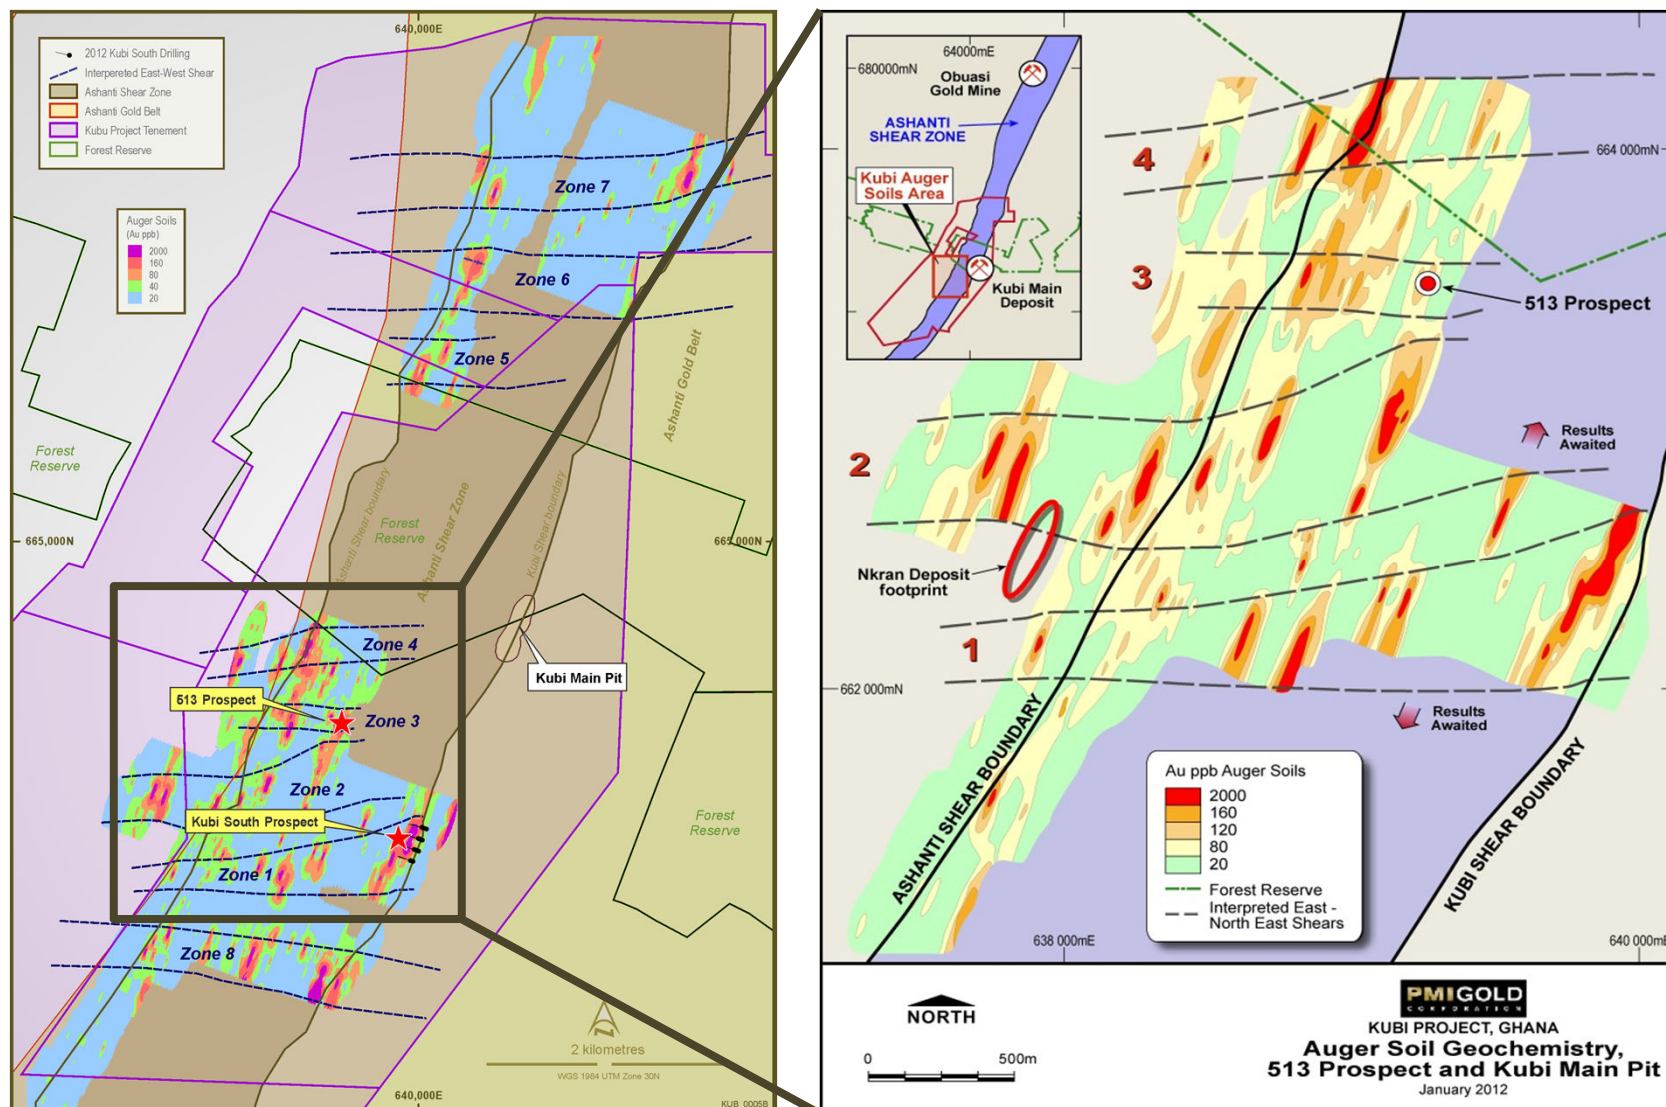 640,000E
2012 Kubi South Drilling
Interpereted East-West Shear
Ashanti Shear Zone
Ashanti Gold Belt
Kubu Project Tenement
Forest Reserve
Auger Soils
(Au ppb)
2000
160
80
40
20
Zone 7
Zone 6
Zone 5
Ashanti Gold Belt
Forest
Reserve
Ashanti Shear boundary
Forest
Reserve
Ashanti Shear Zone
Kubi Shear boundary
665,000N
665,000N
Zone 4
Kubi Main Pit
513 Prospect
Zone 3
Zone 2
Kubi South Prospect
Forest
Reserve
Zone 1
Zone 8
2 kilometres
WGS 1984 UTM Zone 30N
640,000E
KUB_0005B
64000mE
680000mN
Obuasi
Gold Mine
ASHANTI
SHEAR ZONE
Kubi Auger
Soils Area
Kubi Main
Deposit
4
664 000mN
3
513 Prospect
Results
Awaited
2
Nkran Deposit
footprint
1
662 000mN
Results
Awaited
ASHANTI SHEAR BOUNDARY
KUBI SHEAR BOUNDARY
Au ppb Auger Soils
2000
160
120
80
20
Forest Reserve
Interpreted East -
North East Shears
638 000mE
640 000mE
NORTH
0
500m
PMIGOLD
CORPORATION
KUBI PROJECT, GHANA
Auger Soil Geochemistry,
513 Prospect and Kubi Main Pit
January 2012